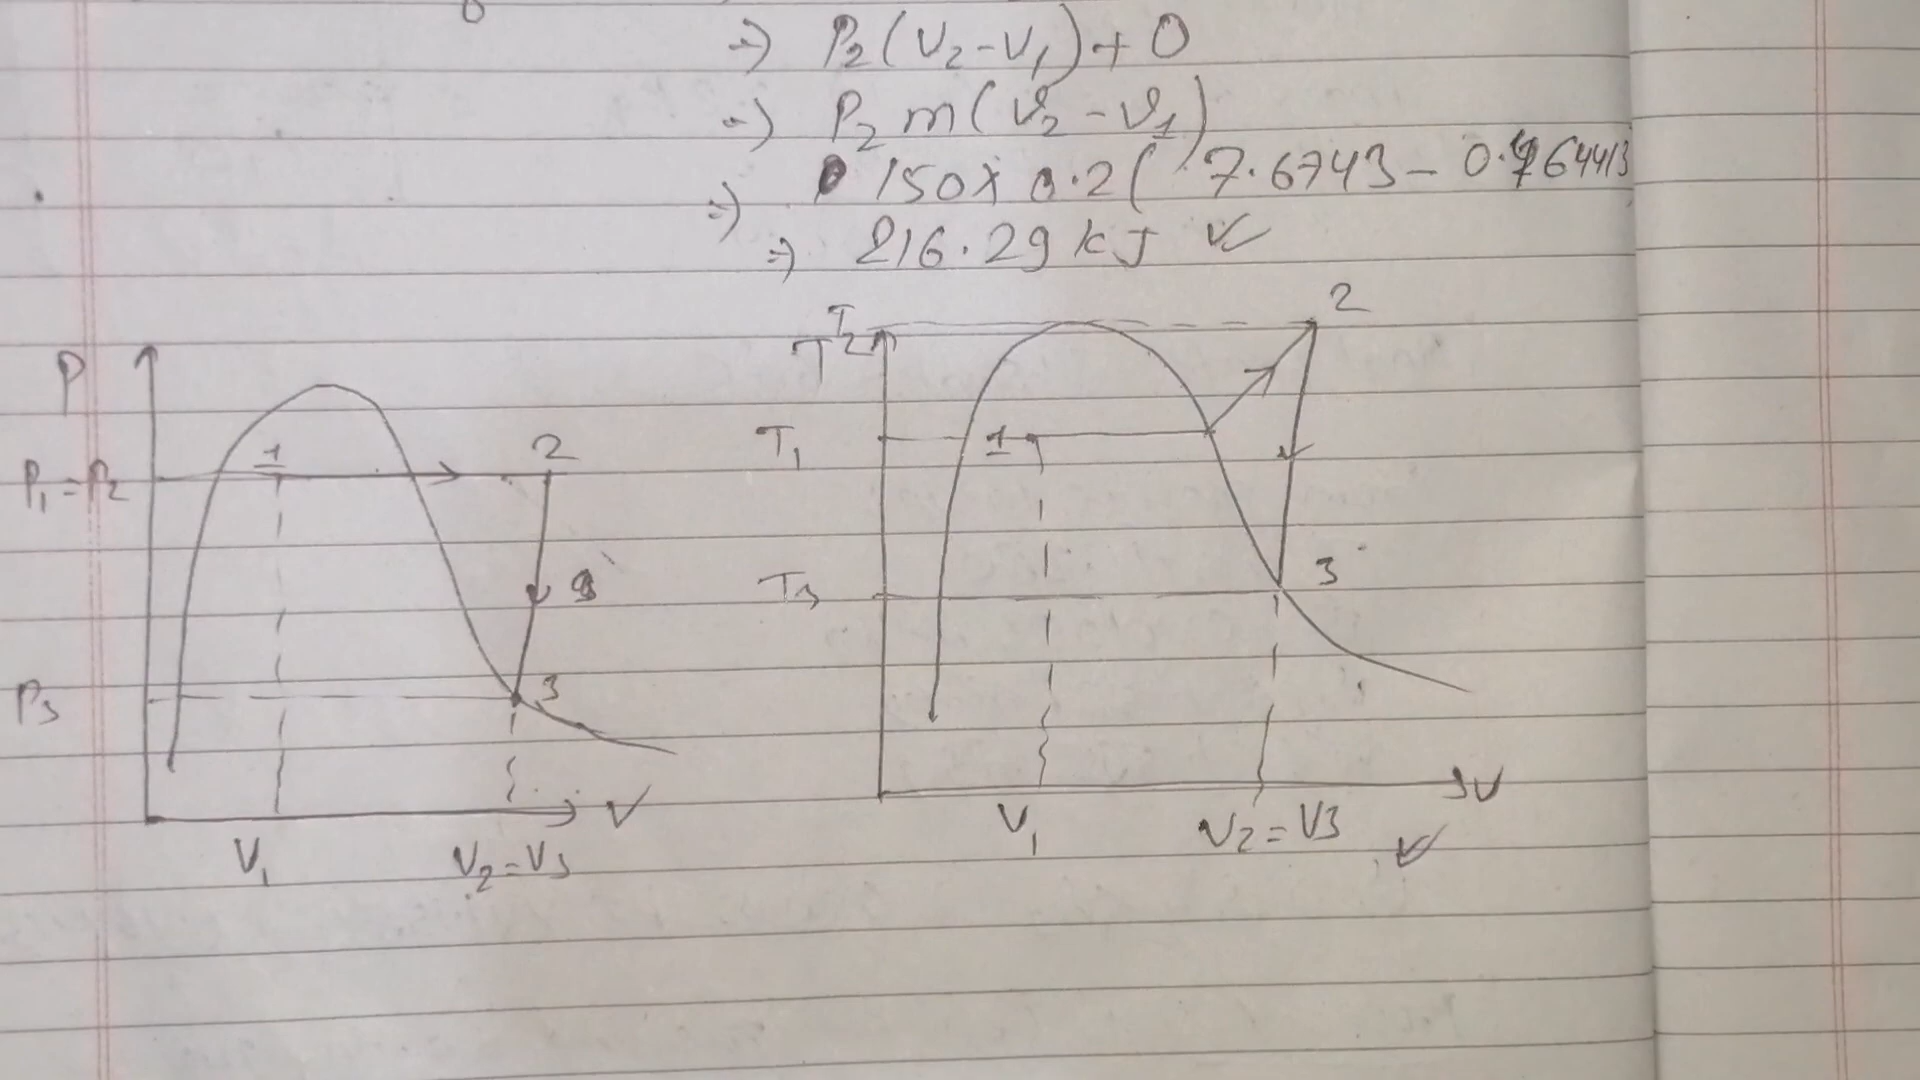 ⇒ P₂(V₂-V₁)+0
⇒ P₂ m(v₂-v₁)
⇒ 150 x 0.2( 7.6743 - 0.464413
⇒ 216.29 kJ ✓
P
P₁=P₂
1
2
P₃
3
V
V₁
V₂=V₃
T₂
T
2
T₁
1
T₃
3
V
V₁
V₂=V3 ✓